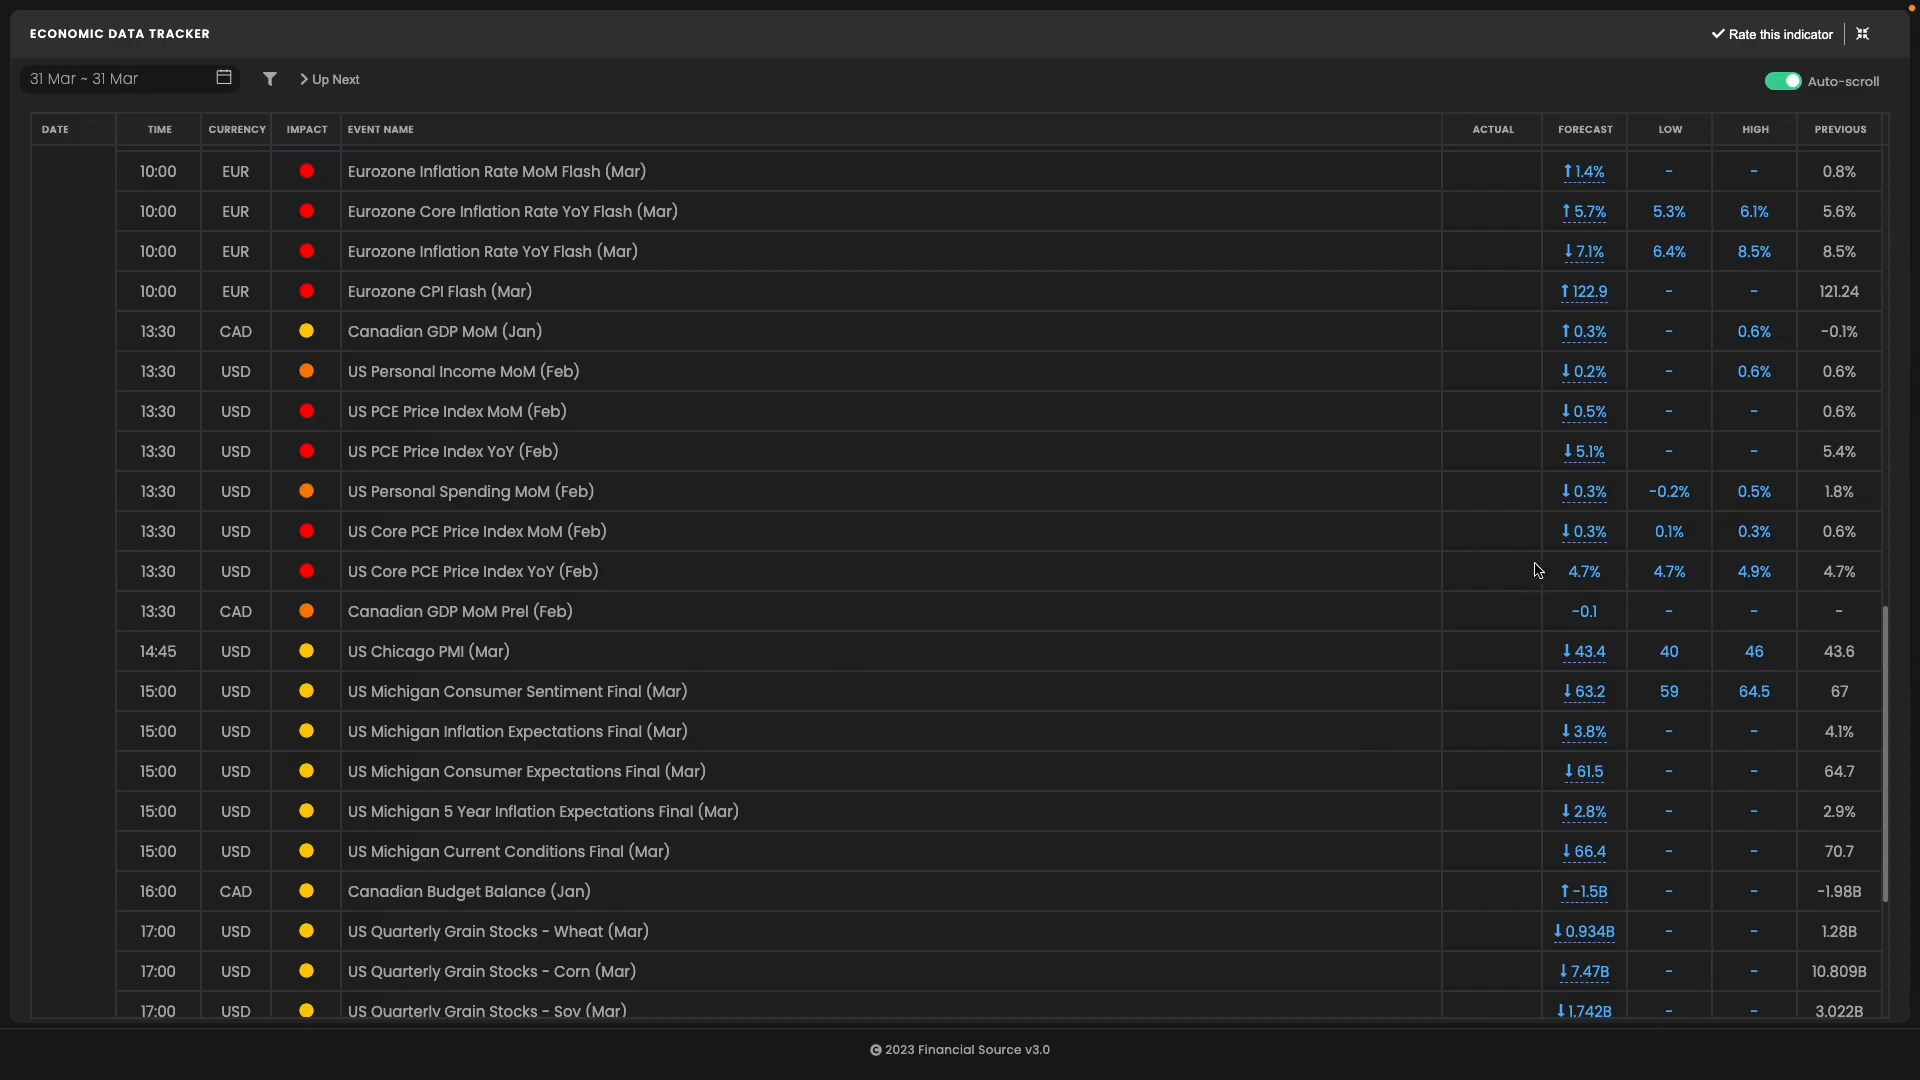 ECONOMIC DATA TRACKER
Rate this indicator
31 Mar ~ 31 Mar
Up Next
Auto-scroll
DATE TIME CURRENCY IMPACT EVENT NAME ACTUAL FORECAST LOW HIGH PREVIOUS
10:00 EUR Eurozone Inflation Rate MoM Flash (Mar) ↑ 1.4% - - 0.8%
10:00 EUR Eurozone Core Inflation Rate YoY Flash (Mar) ↑ 5.7% 5.3% 6.1% 5.6%
10:00 EUR Eurozone Inflation Rate YoY Flash (Mar) ↓ 7.1% 6.4% 8.5% 8.5%
10:00 EUR Eurozone CPI Flash (Mar) ↑ 122.9 - - 121.24
13:30 CAD Canadian GDP MoM (Jan) ↑ 0.3% - 0.6% -0.1%
13:30 USD US Personal Income MoM (Feb) ↓ 0.2% - 0.6% 0.6%
13:30 USD US PCE Price Index MoM (Feb) ↓ 0.5% - - 0.6%
13:30 USD US PCE Price Index YoY (Feb) ↓ 5.1% - - 5.4%
13:30 USD US Personal Spending MoM (Feb) ↓ 0.3% -0.2% 0.5% 1.8%
13:30 USD US Core PCE Price Index MoM (Feb) ↓ 0.3% 0.1% 0.3% 0.6%
13:30 USD US Core PCE Price Index YoY (Feb) 4.7% 4.7% 4.9% 4.7%
13:30 CAD Canadian GDP MoM Prel (Feb) -0.1 - - -
14:45 USD US Chicago PMI (Mar) ↓ 43.4 40 46 43.6
15:00 USD US Michigan Consumer Sentiment Final (Mar) ↓ 63.2 59 64.5 67
15:00 USD US Michigan Inflation Expectations Final (Mar) ↓ 3.8% - - 4.1%
15:00 USD US Michigan Consumer Expectations Final (Mar) ↓ 61.5 - - 64.7
15:00 USD US Michigan 5 Year Inflation Expectations Final (Mar) ↓ 2.8% - - 2.9%
15:00 USD US Michigan Current Conditions Final (Mar) ↓ 66.4 - - 70.7
16:00 CAD Canadian Budget Balance (Jan) ↑ -1.5B - - -1.98B
17:00 USD US Quarterly Grain Stocks - Wheat (Mar) ↓ 0.934B - - 1.28B
17:00 USD US Quarterly Grain Stocks - Corn (Mar) ↓ 7.47B - - 10.809B
17:00 USD US Quarterly Grain Stocks - Soy (Mar) ↓ 1.742B - - 3.022B
© 2023 Financial Source v3.0